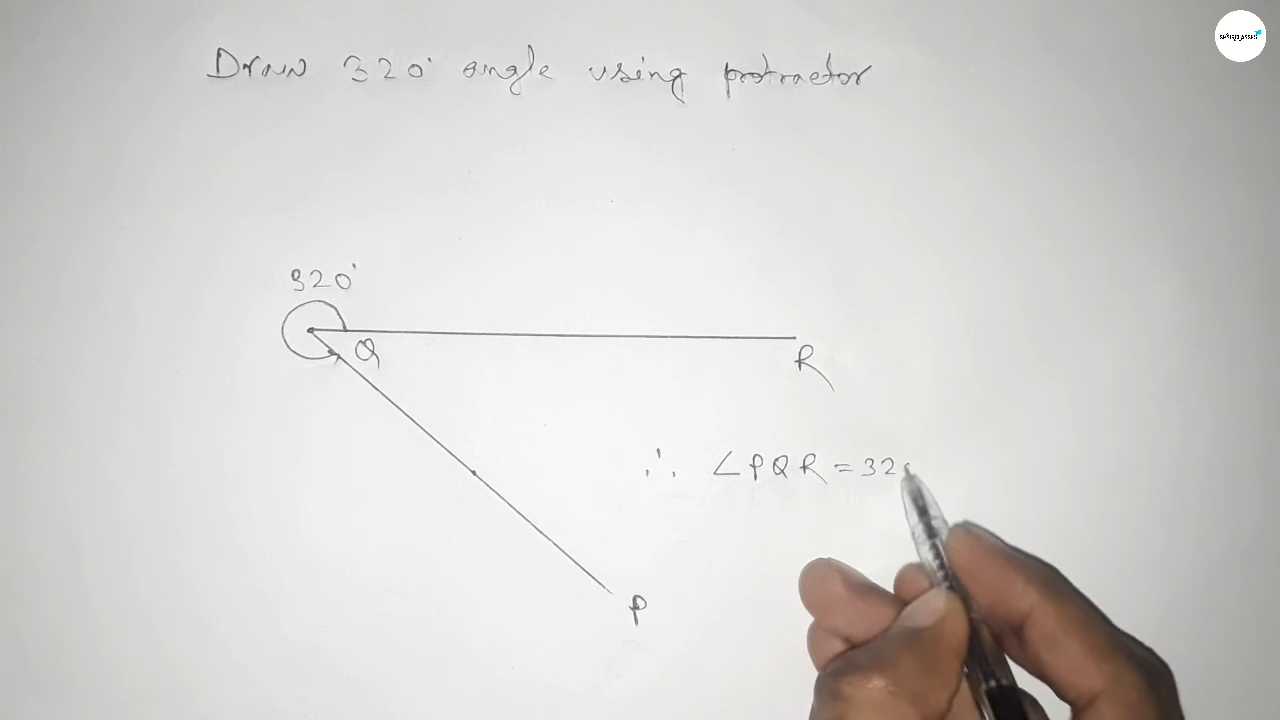 Draw 320° angle using protractor
320°
Q
R
∴ ∠PQR = 32
P